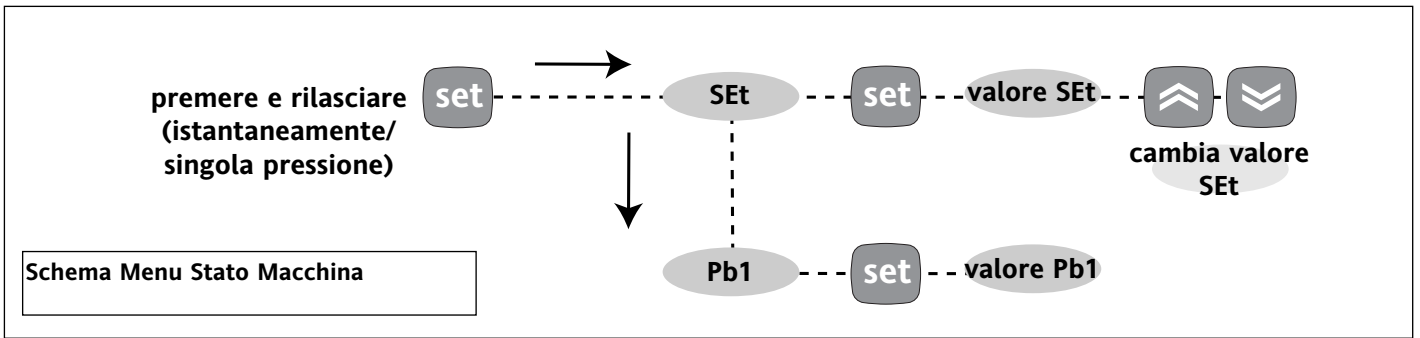 premere e rilasciare
(istantaneamente/
singola pressione)
set
SEt
set
valore SEt
cambia valore
SEt
Pb1
set
valore Pb1
Schema Menu Stato Macchina